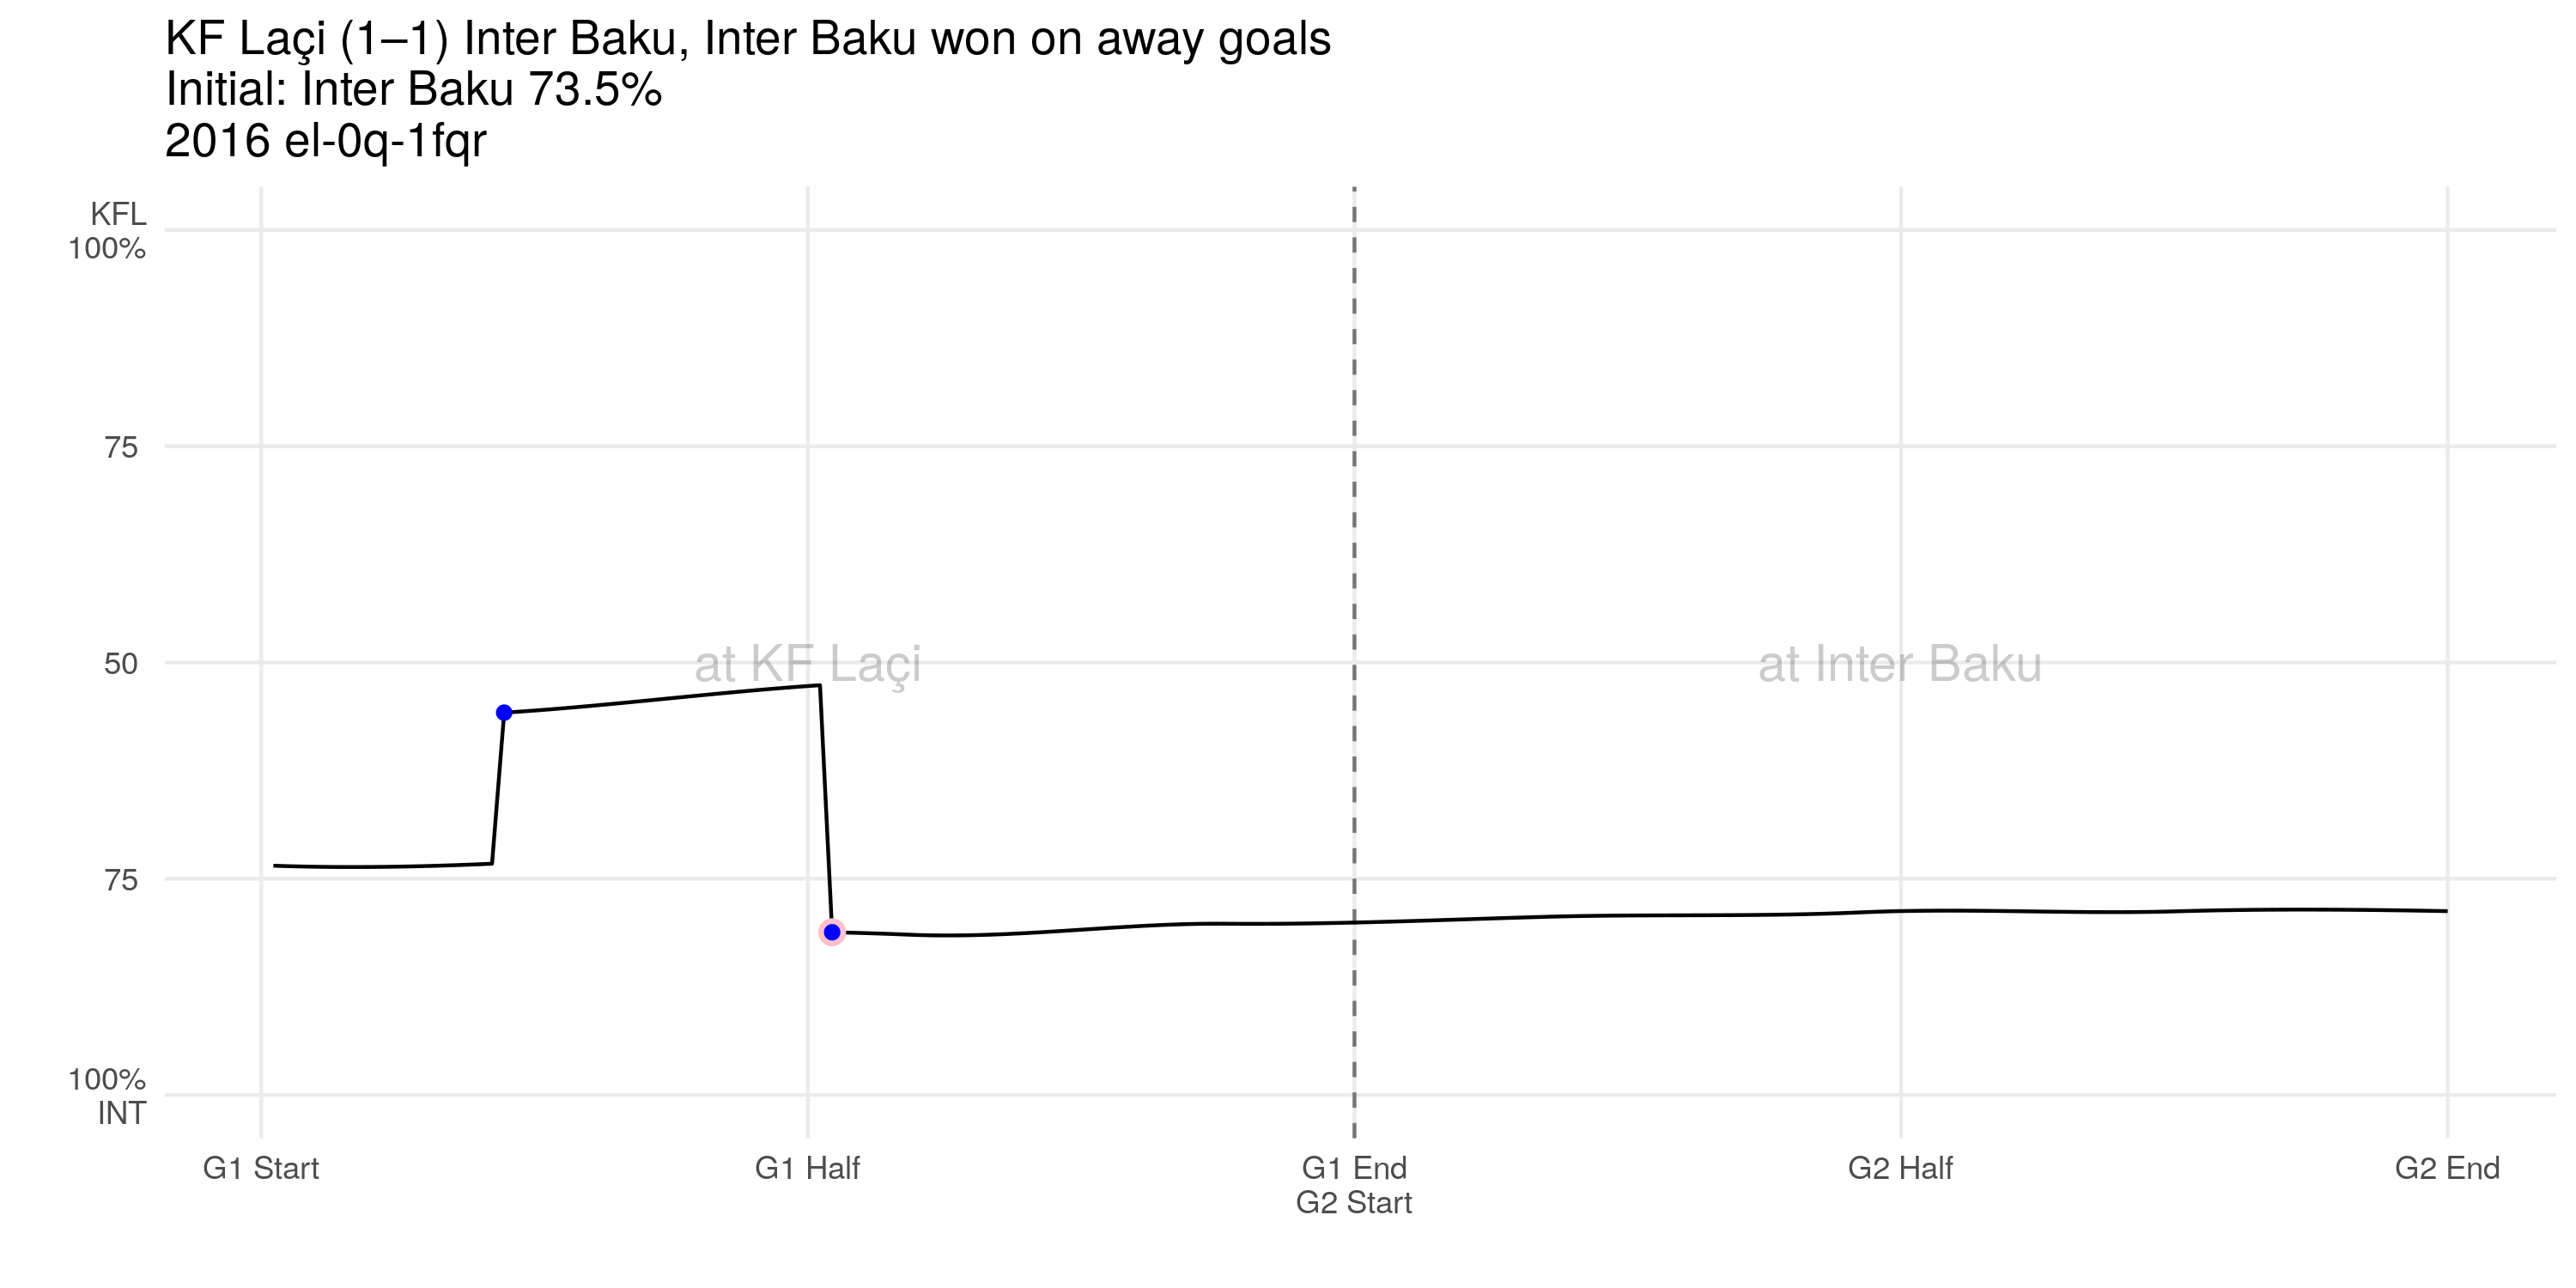 KF Laçi (1–1) Inter Baku, Inter Baku won on away goals
Initial: Inter Baku 73.5%
2016 el-0q-1fqr
KFL
100%
75
50
75
100%
INT
at KF Laçi
at Inter Baku
G1 Start
G1 Half
G1 End
G2 Start
G2 Half
G2 End